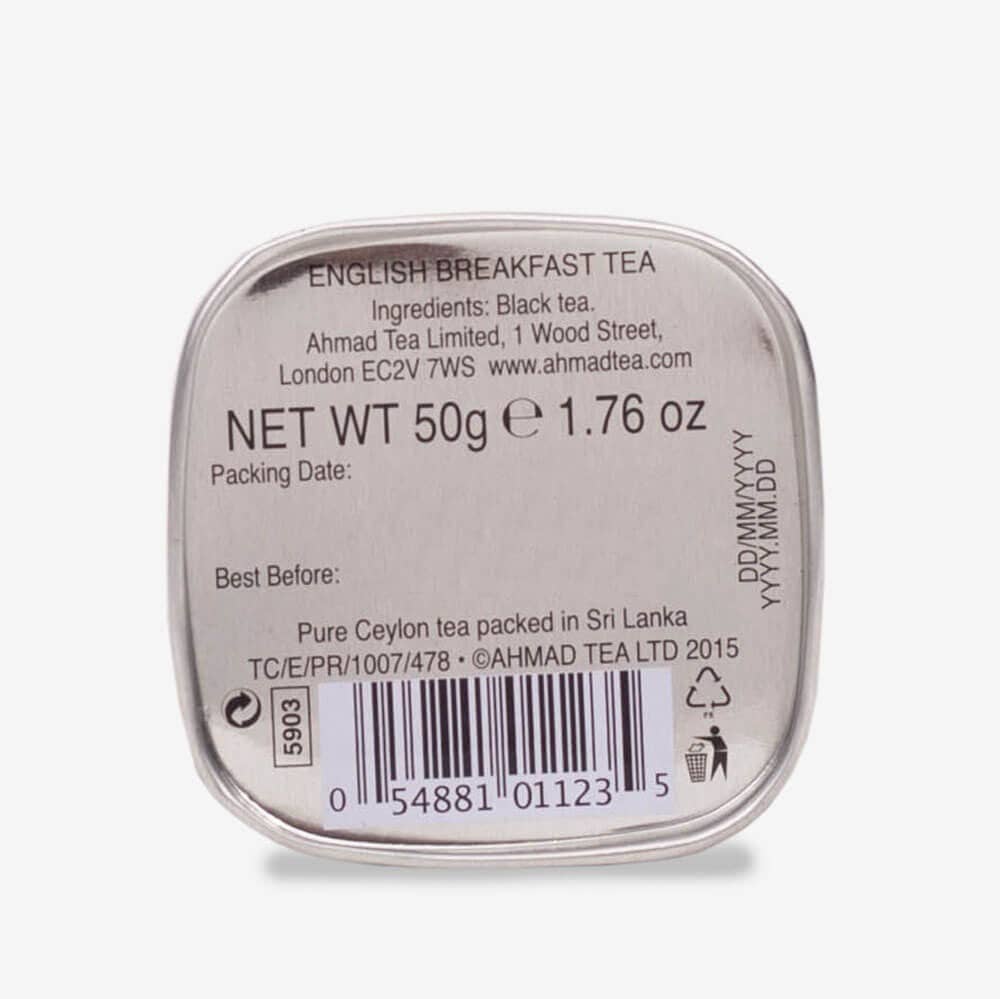 ENGLISH BREAKFAST TEA
Ingredients: Black tea.
Ahmad Tea Limited, 1 Wood Street,
London EC2V 7WS www.ahmadtea.com
NET WT 50g ℮ 1.76 oz
Packing Date:
DD/MM/YYYY
YYYY.MM.DD
Best Before:
Pure Ceylon tea packed in Sri Lanka
TC/E/PR/1007/478 • ©AHMAD TEA LTD 2015
5903
0 54881 01123 5